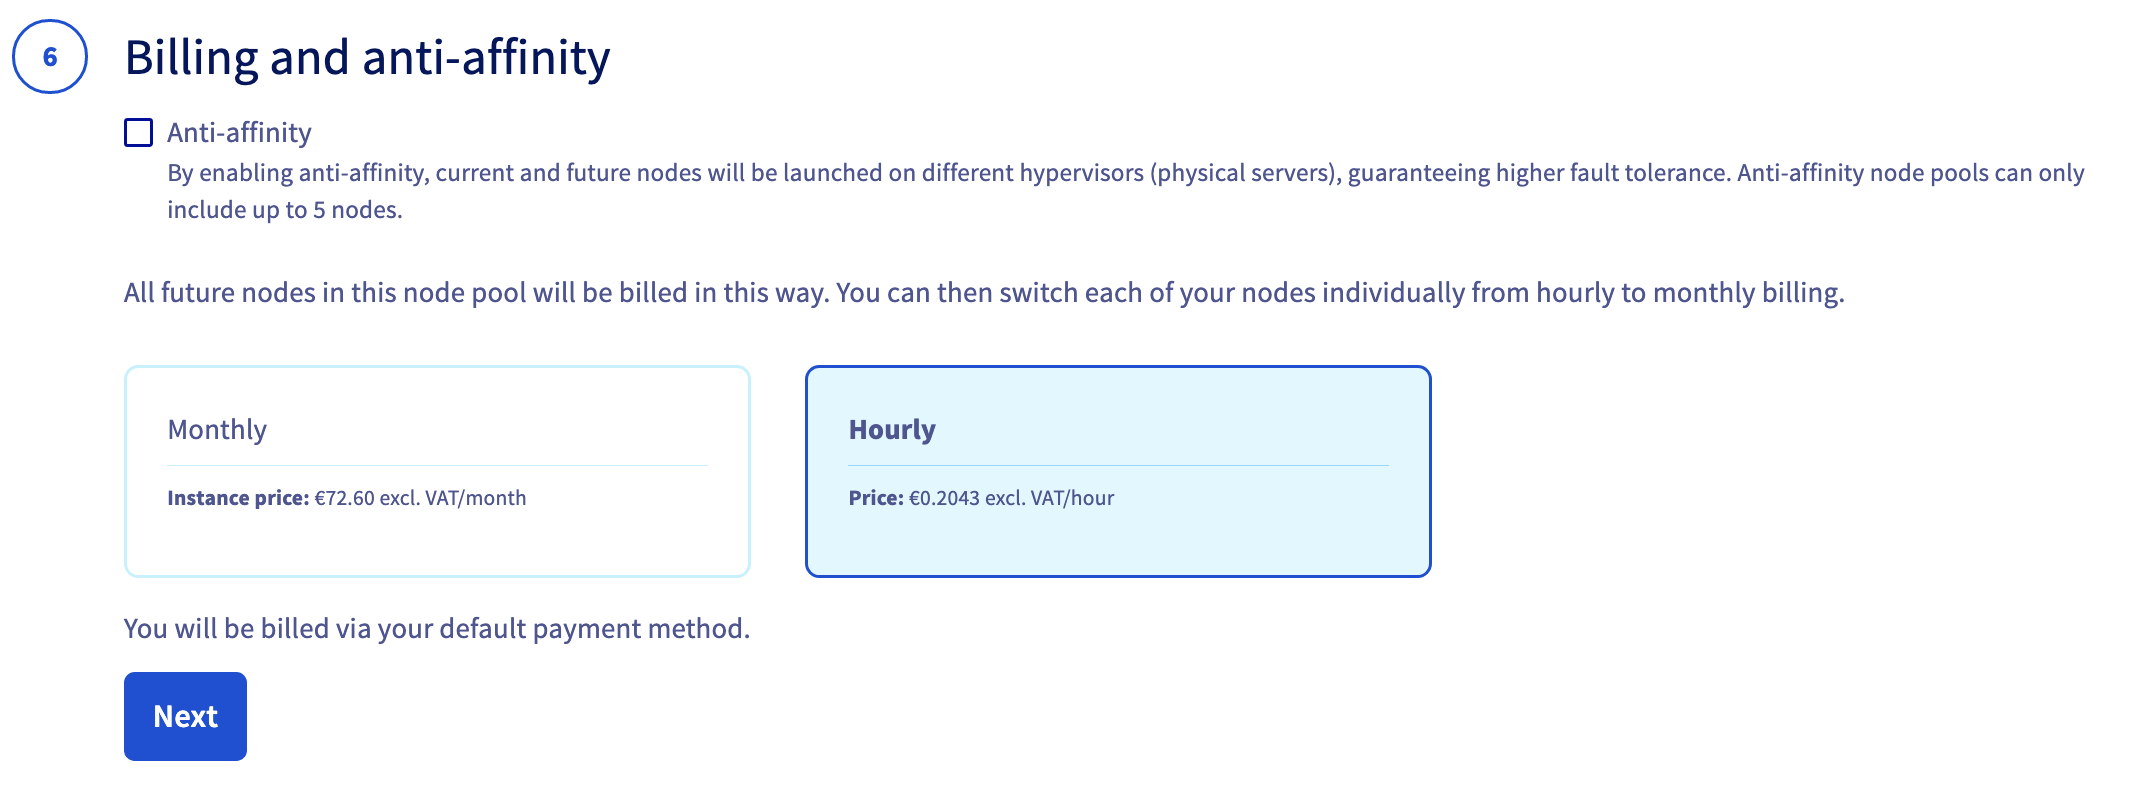 6
Billing and anti-affinity
Anti-affinity
By enabling anti-affinity, current and future nodes will be launched on different hypervisors (physical servers), guaranteeing higher fault tolerance. Anti-affinity node pools can only
include up to 5 nodes.
All future nodes in this node pool will be billed in this way. You can then switch each of your nodes individually from hourly to monthly billing.
Monthly
Instance price: €72.60 excl. VAT/month
Hourly
Price: €0.2043 excl. VAT/hour
You will be billed via your default payment method.
Next